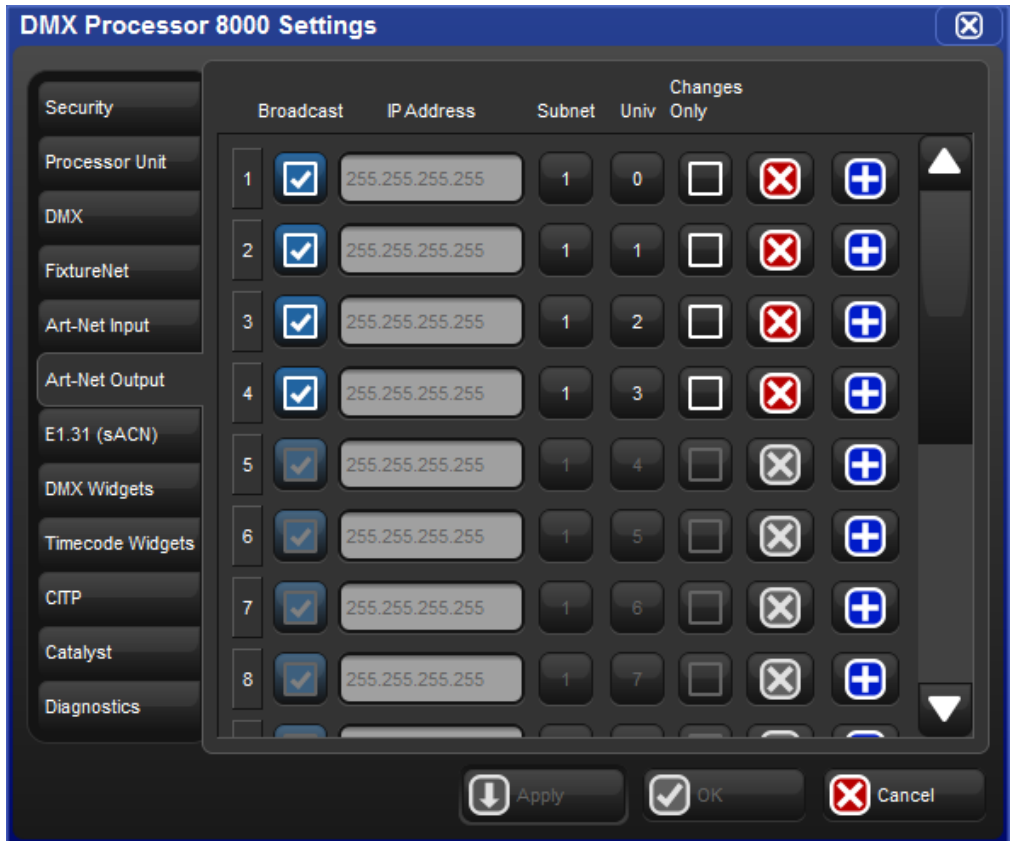 DMX Processor 8000 Settings
Security
Processor Unit
DMX
FixtureNet
Art-Net Input
Art-Net Output
E1.31 (sACN)
DMX Widgets
Timecode Widgets
CITP
Catalyst
Diagnostics
Broadcast IP Address Subnet Univ Changes Only
1 255.255.255.255 1 0
2 255.255.255.255 1 1
3 255.255.255.255 1 2
4 255.255.255.255 1 3
5 255.255.255.255 1 4
6 255.255.255.255 1 5
7 255.255.255.255 1 6
8 255.255.255.255 1 7
Apply OK Cancel